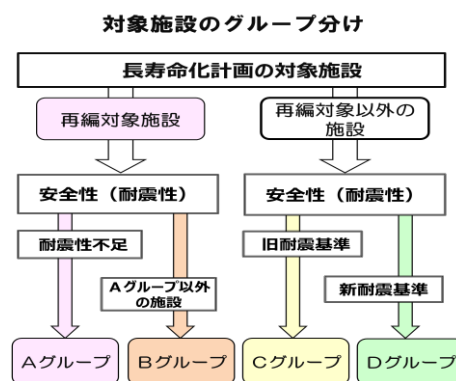 対象施設のグループ分け
長寿命化計画の対象施設
再編対象施設
再編対象以外の
施設
安全性（耐震性）
安全性（耐震性）
耐震性不足
Aグループ以外
の施設
旧耐震基準
新耐震基準
Aグループ
Bグループ
Cグループ
Dグループ